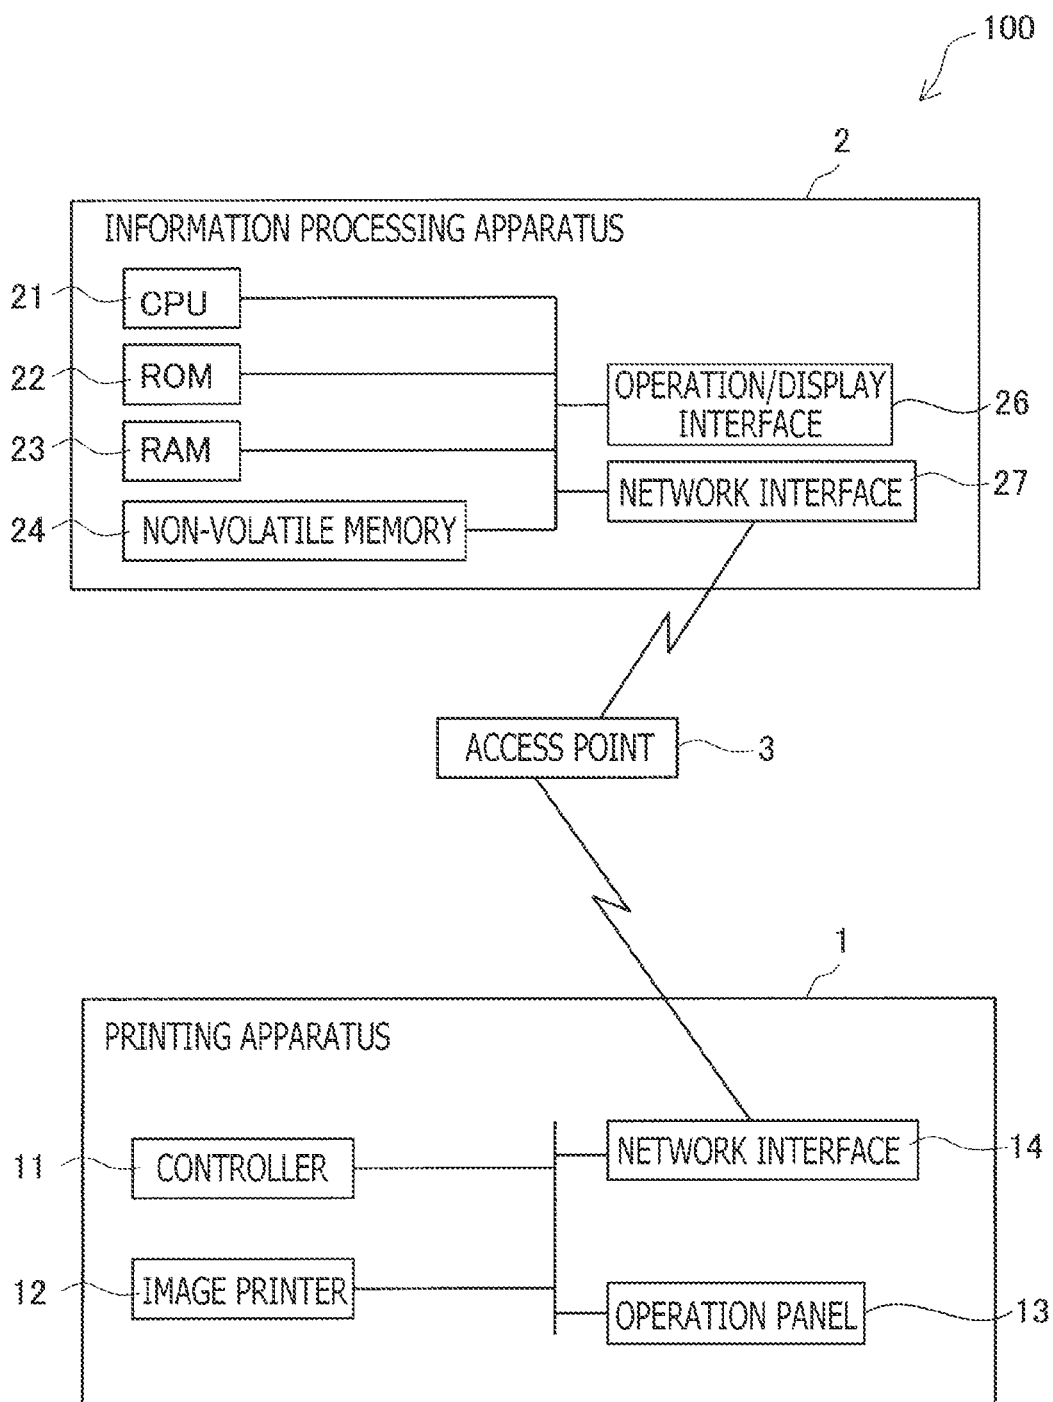 100
2
INFORMATION PROCESSING APPARATUS
21
CPU
22
ROM
OPERATION/DISPLAY
INTERFACE
26
23
RAM
NETWORK INTERFACE
27
24
NON-VOLATILE MEMORY
ACCESS POINT
3
1
PRINTING APPARATUS
11
CONTROLLER
NETWORK INTERFACE
14
12
IMAGE PRINTER
OPERATION PANEL
13